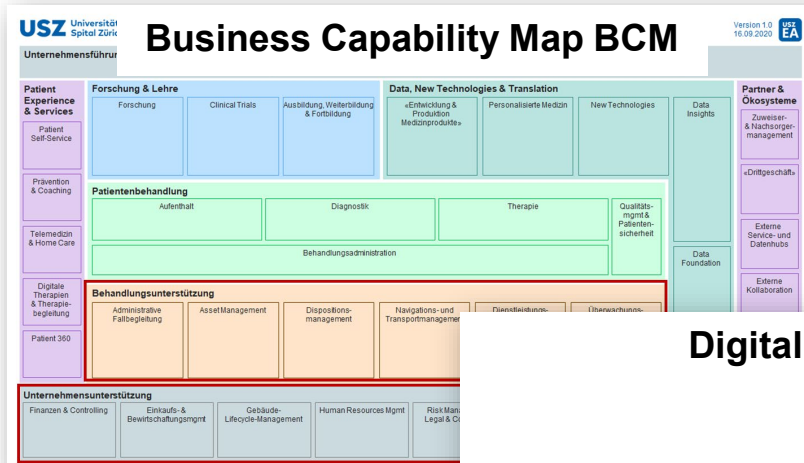 USZ Universitä
Spital Züric
Business Capability Map BCM
Version 1.0
16.09.2020
USZ
EA
Unternehmensführur
Patient
Experience
& Services
Patient
Self-Service
Prävention
& Coaching
Telemedizin
& Home Care
Digitale
Therapien
& Therapie-
begleitung
Patient 360
Forschung & Lehre
Forschung
Clinical Trials
Ausbildung, Weiterbildung
& Fortbildung
Data, New Technologies & Translation
«Entwicklung &
Produktion
Medizinprodukte»
Personalisierte Medizin
New Technologies
Data
Insights
Data
Foundation
Patientenbehandlung
Aufenthalt
Diagnostik
Therapie
Qualitäts-
mgmt &
Patienten-
sicherheit
Behandlungsadministration
Behandlungsunterstützung
Administrative
Fallbegleitung
Asset Management
Dispositions-
management
Navigations- und
Transportmanagemen
Dienstleistungs-
Überwachungs-
Partner &
Ökosysteme
Zuweiser-
& Nachsorger-
management
«Drittgeschäft»
Externe
Service- und
Datenhubs
Externe
Kollaboration
Unternehmensunterstützung
Finanzen & Controlling
Einkaufs- &
Bewirtschaftungsmgmt
Gebäude-
Lifecycle-Management
Human Resources Mgmt
Risk Mana
Legal & Co
Digital